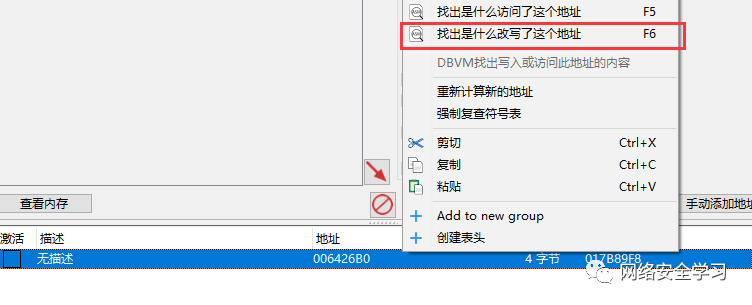 找出是什么访问了这个地址 F5
找出是什么改写了这个地址 F6
DBVM找出写入或访问此地址的内容
重新计算新的地址
强制复查符号表
剪切 Ctrl+X
复制 Ctrl+C
粘贴 Ctrl+V
查看内存
手动添加地址
Add to new group
创建表头
激活 描述 地址
无描述 006426B0 4 字节 017B89F8
网络安全学习